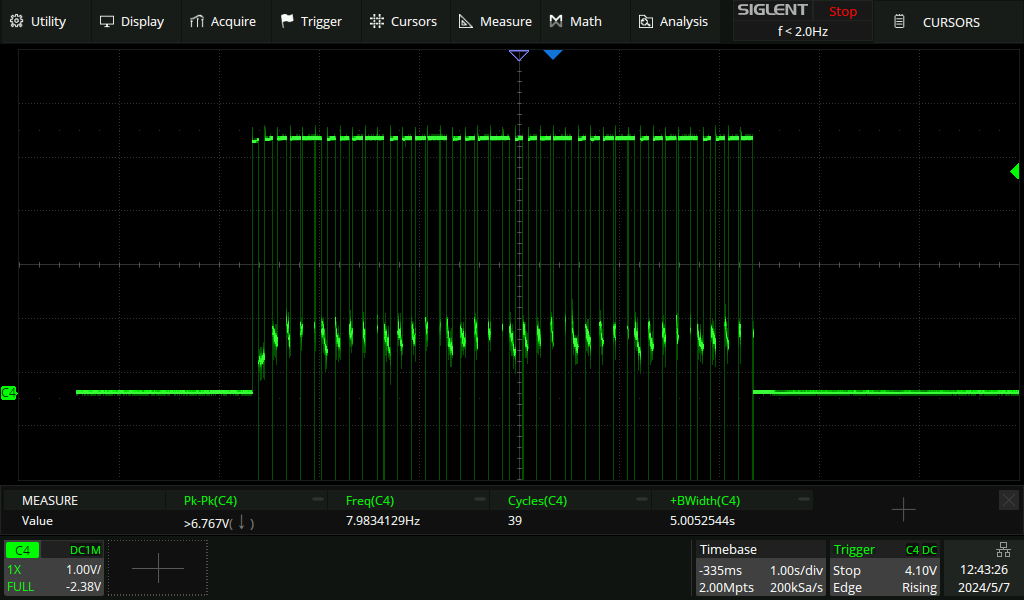 Utility Display Acquire Trigger Cursors Measure Math Analysis SIGLENT Stop CURSORS
f < 2.0Hz
C4
MEASURE Pk-Pk(C4) Freq(C4) Cycles(C4) +BWidth(C4)
Value >6.767V(↓) 7.9834129Hz 39 5.0052544s
C4 DC1M Timebase Trigger C4 DC
1X 1.00V/ -335ms 1.00s/div Stop 4.10V 12:43:26
FULL -2.38V 2.00Mpts 200kSa/s Edge Rising 2024/5/7